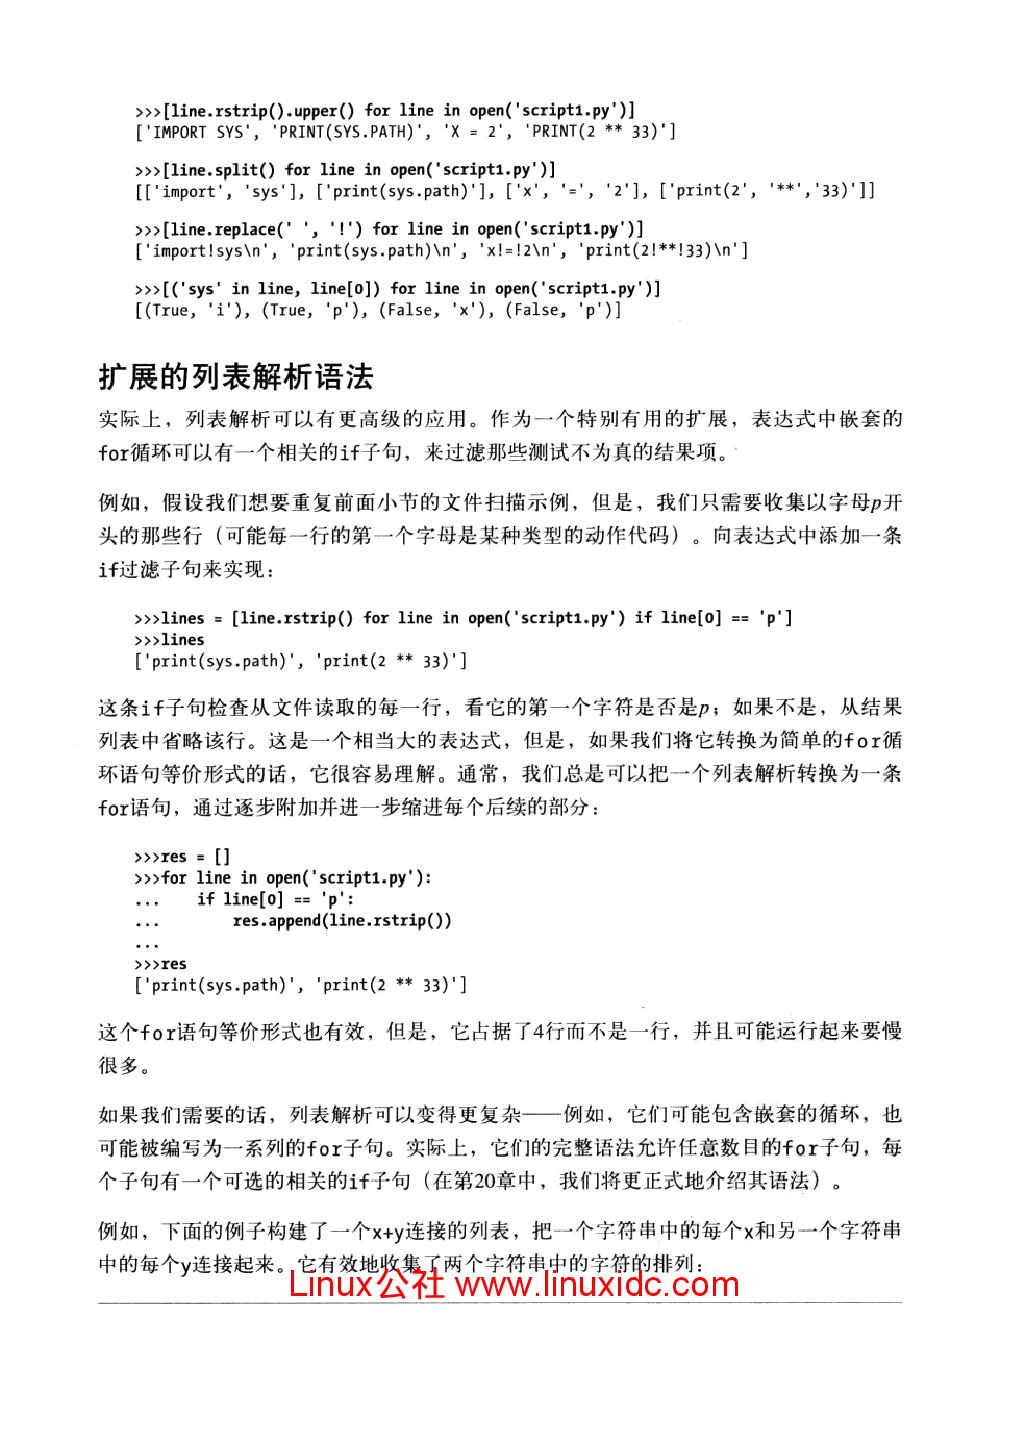 >>>[line.rstrip().upper() for line in open('script1.py')]
['IMPORT SYS', 'PRINT(SYS.PATH)', 'X = 2', 'PRINT(2 ** 33)']
>>>[line.split() for line in open('script1.py')]
[['import', 'sys'], ['print(sys.path)'], ['x', '=', '2'], ['print(2', '**','33)']]
>>>[line.replace(' ', '!') for line in open('script1.py')]
['import!sys\n', 'print(sys.path)\n', 'x!=!2\n', 'print(2!**!33)\n']
>>>[('sys' in line, line[0]) for line in open('script1.py')]
[(True, 'i'), (True, 'p'), (False, 'x'), (False, 'p')]
扩展的列表解析语法
实际上，列表解析可以有更高级的应用。作为一个特别有用的扩展，表达式中嵌套的
for循环可以有一个相关的if子句，来过滤那些测试不为真的结果项。
例如，假设我们想要重复前面小节的文件扫描示例，但是，我们只需要收集以字母p开
头的那些行（可能每一行的第一个字母是某种类型的动作代码）。向表达式中添加一条
if过滤子句来实现：
>>>lines = [line.rstrip() for line in open('script1.py') if line[0] == 'p']
>>>lines
['print(sys.path)', 'print(2 ** 33)']
这条if子句检查从文件读取的每一行，看它的第一个字符是否是p；如果不是，从结果
列表中省略该行。这是一个相当大的表达式，但是，如果我们将它转换为简单的for循
环语句等价形式的话，它很容易理解。通常，我们总是可以把一个列表解析转换为一条
for语句，通过逐步附加并进一步缩进每个后续的部分：
>>>res = []
>>>for line in open('script1.py'):
...    if line[0] == 'p':
...        res.append(line.rstrip())
...
>>>res
['print(sys.path)', 'print(2 ** 33)']
这个for语句等价形式也有效，但是，它占据了4行而不是一行，并且可能运行起来要慢
很多。
如果我们需要的话，列表解析可以变得更复杂——例如，它们可能包含嵌套的循环，也
可能被编写为一系列的for子句。实际上，它们的完整语法允许任意数目的for子句，每
个子句有一个可选的相关的if子句（在第20章中，我们将更正式地介绍其语法）。
例如，下面的例子构建了一个x+y连接的列表，把一个字符串中的每个x和另一个字符串
中的每个y连接起来。它有效地收集了两个字符串中的字符的排列：
Linux公社 www.linuxidc.com